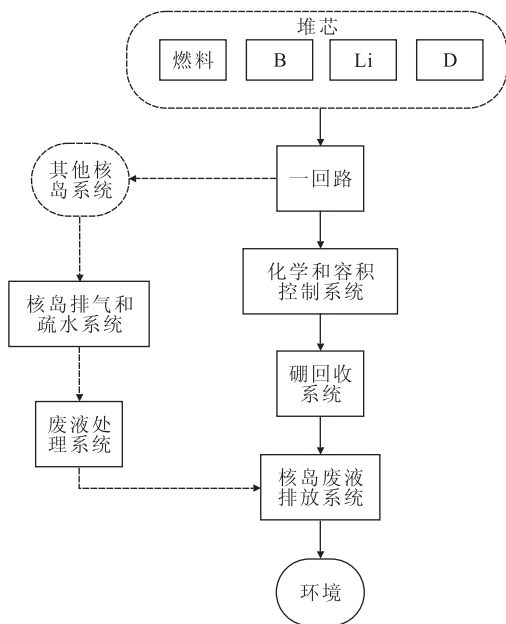 堆芯
燃料
B
Li
D
其他核
岛系统
一回路
化学和容积
控制系统
核岛排气和
疏水系统
硼回收
系统
废液处
理系统
核岛废液
排放系统
环境